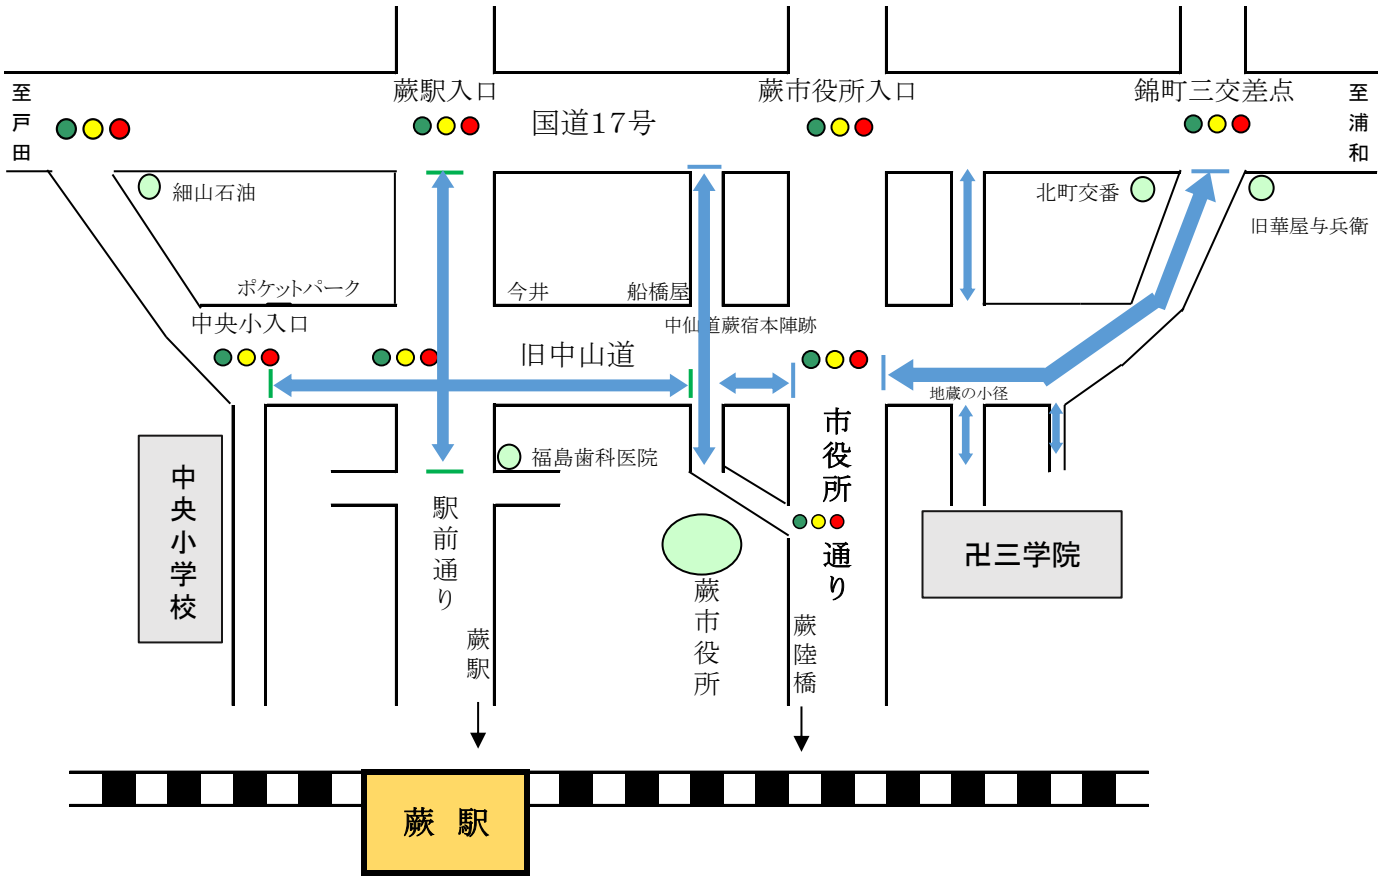 至戸田
蕨駅入口
国道17号
蕨市役所入口
錦町三交差点
至浦和
細山石油
北町交番
旧華屋与兵衛
ポケットパーク
今井
船橋屋
中央小入口
中仙道蕨宿本陣跡
旧中山道
地蔵の小径
市役所通り
福島歯科医院
中央小学校
駅前通り
卍三学院
蕨市役所
蕨駅
蕨陸橋
蕨 駅